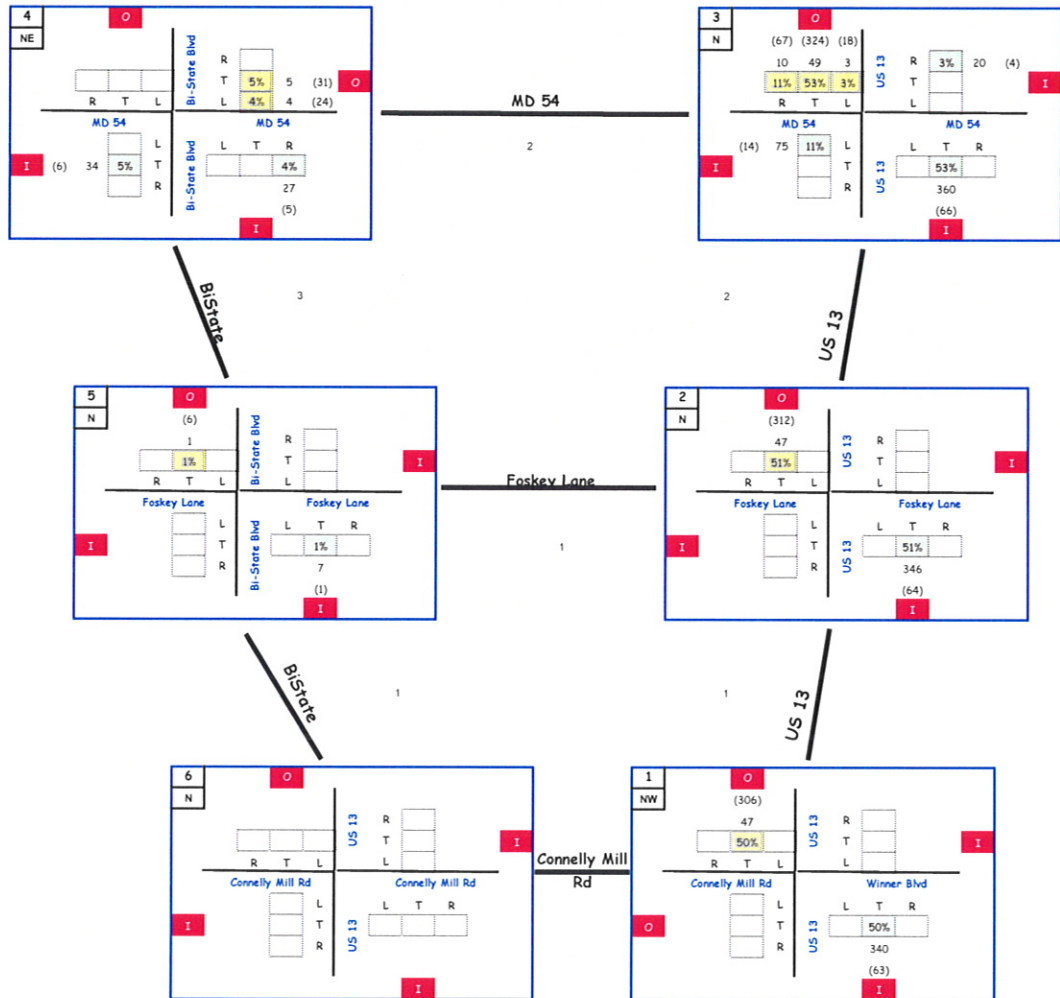 4
NE
O
Bi-State Blvd
R
T 5% 5 (31) O
L 4% 4 (24)
R T L
MD 54
MD 54
I (6) 34 5%
L
T
R
Bi-State Blvd
L T R
4%
27
(5)
I
MD 54
2
3
N
O
(67) (324) (18)
10 49 3
11% 53% 3%
R T L
US 13
R 3% 20 (4)
T
L
I
MD 54
MD 54
I (14) 75 11% L
T
R
US 13
L T R
53%
360
(66)
I
BiState
3
2
US 13
5
N
O
(6)
1
1%
R T L
Bi-State Blvd
R
T
L
I
Foskey Lane
Foskey Lane
I
L
T
R
Bi-State Blvd
L T R
1%
7
(1)
I
Foskey Lane
1
2
N
O
(312)
47
51%
R T L
US 13
R
T
L
I
Foskey Lane
Foskey Lane
I
L
T
R
US 13
L T R
51%
346
(64)
I
BiState
1
1
US 13
6
N
O
R T L
US 13
R
T
L
I
Connelly Mill Rd
Connelly Mill Rd
I
L
T
R
US 13
L T R
I
Connelly Mill
Rd
1
NW
O
(306)
47
50%
R T L
US 13
R
T
L
I
Connelly Mill Rd
Winner Blvd
O
L
T
R
US 13
L T R
50%
340
(63)
I